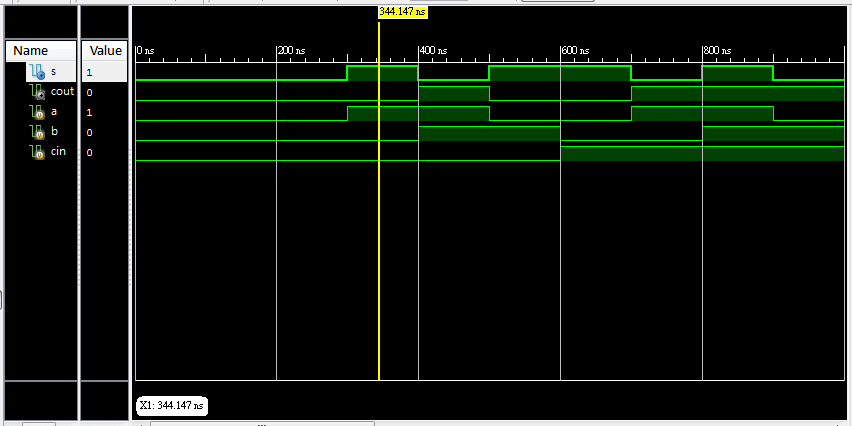 344.147 ns
Name Value
0 ns 200 ns 400 ns 600 ns 800 ns
s 1
cout 0
a 1
b 0
cin 0
X1: 344.147 ns